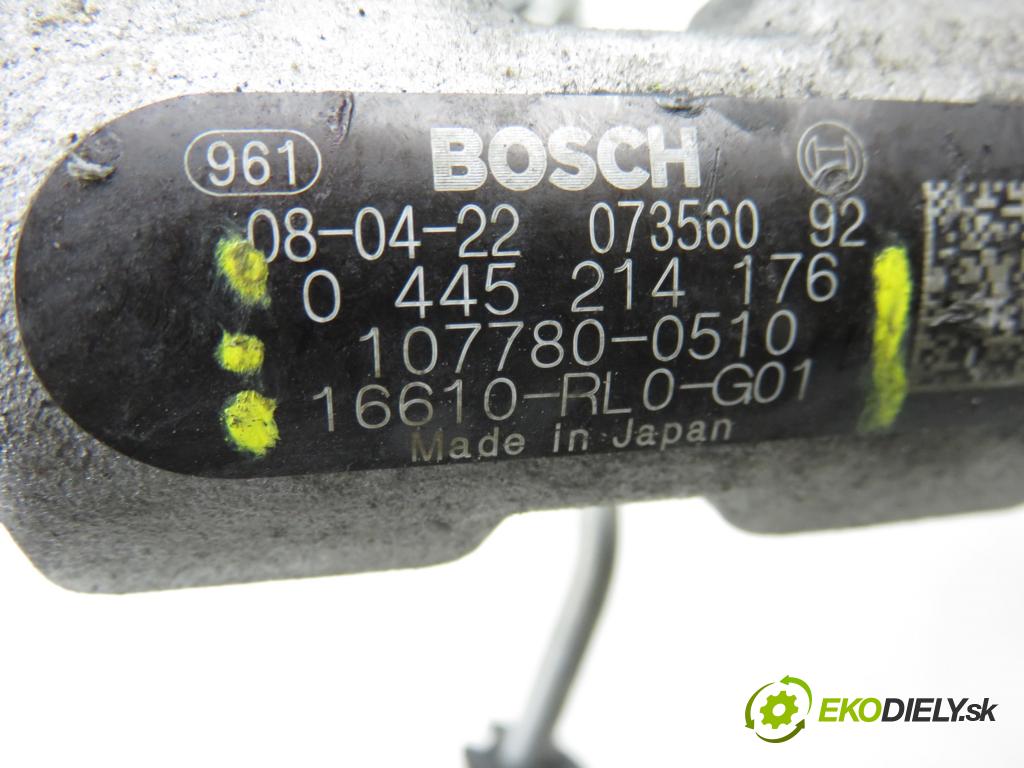 961 BOSCH
08-04-22 073560 92
0 445 214 176
107780-0510
16610-RL0-G01
Made in Japan
EKODIELY.sk